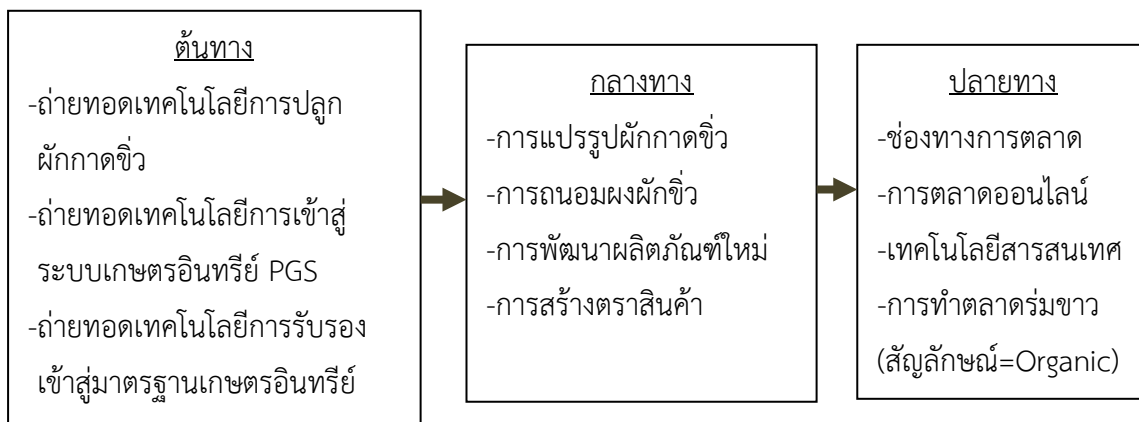 ต้นทาง
-ถ่ายทอดเทคโนโลยีการปลูก
ผักกาดขิ่ว
-ถ่ายทอดเทคโนโลยีการเข้าสู่
ระบบเกษตรอินทรีย์ PGS
-ถ่ายทอดเทคโนโลยีการรับรอง
เข้าสู่มาตรฐานเกษตรอินทรีย์
กลางทาง
-การแปรรูปผักกาดขิ่ว
-การถนอมผงผักขิ่ว
-การพัฒนาผลิตภัณฑ์ใหม่
-การสร้างตราสินค้า
ปลายทาง
-ช่องทางการตลาด
-การตลาดออนไลน์
-เทคโนโลยีสารสนเทศ
-การทำตลาดร่มขาว
(สัญลักษณ์=Organic)